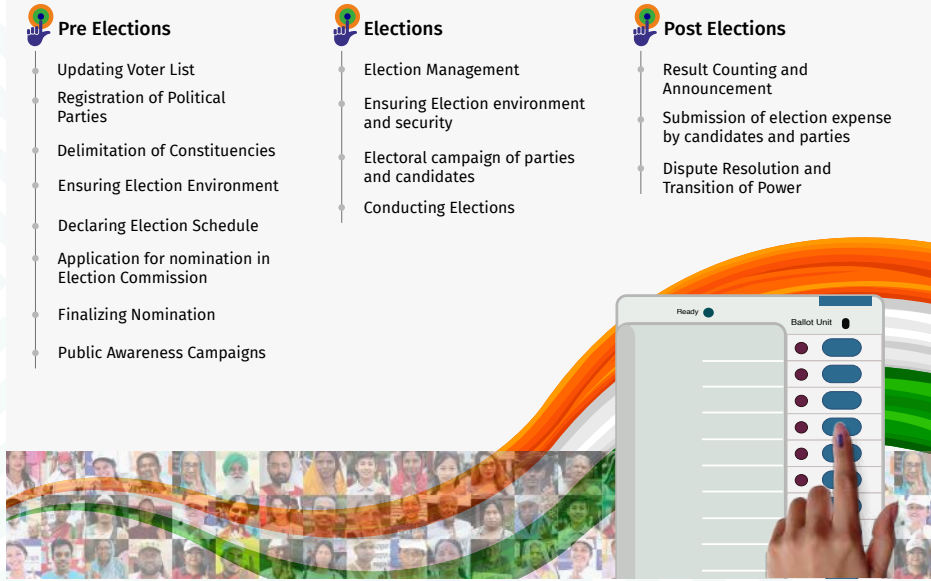 Pre Elections
Updating Voter List
Registration of Political
Parties
Delimitation of Constituencies
Ensuring Election Environment
Declaring Election Schedule
Application for nomination in
Election Commission
Finalizing Nomination
Public Awareness Campaigns
Elections
Election Management
Ensuring Election environment
and security
Electoral campaign of parties
and candidates
Conducting Elections
Post Elections
Result Counting and
Announcement
Submission of election expense
by candidates and parties
Dispute Resolution and
Transition of Power
Ready
Ballot Unit